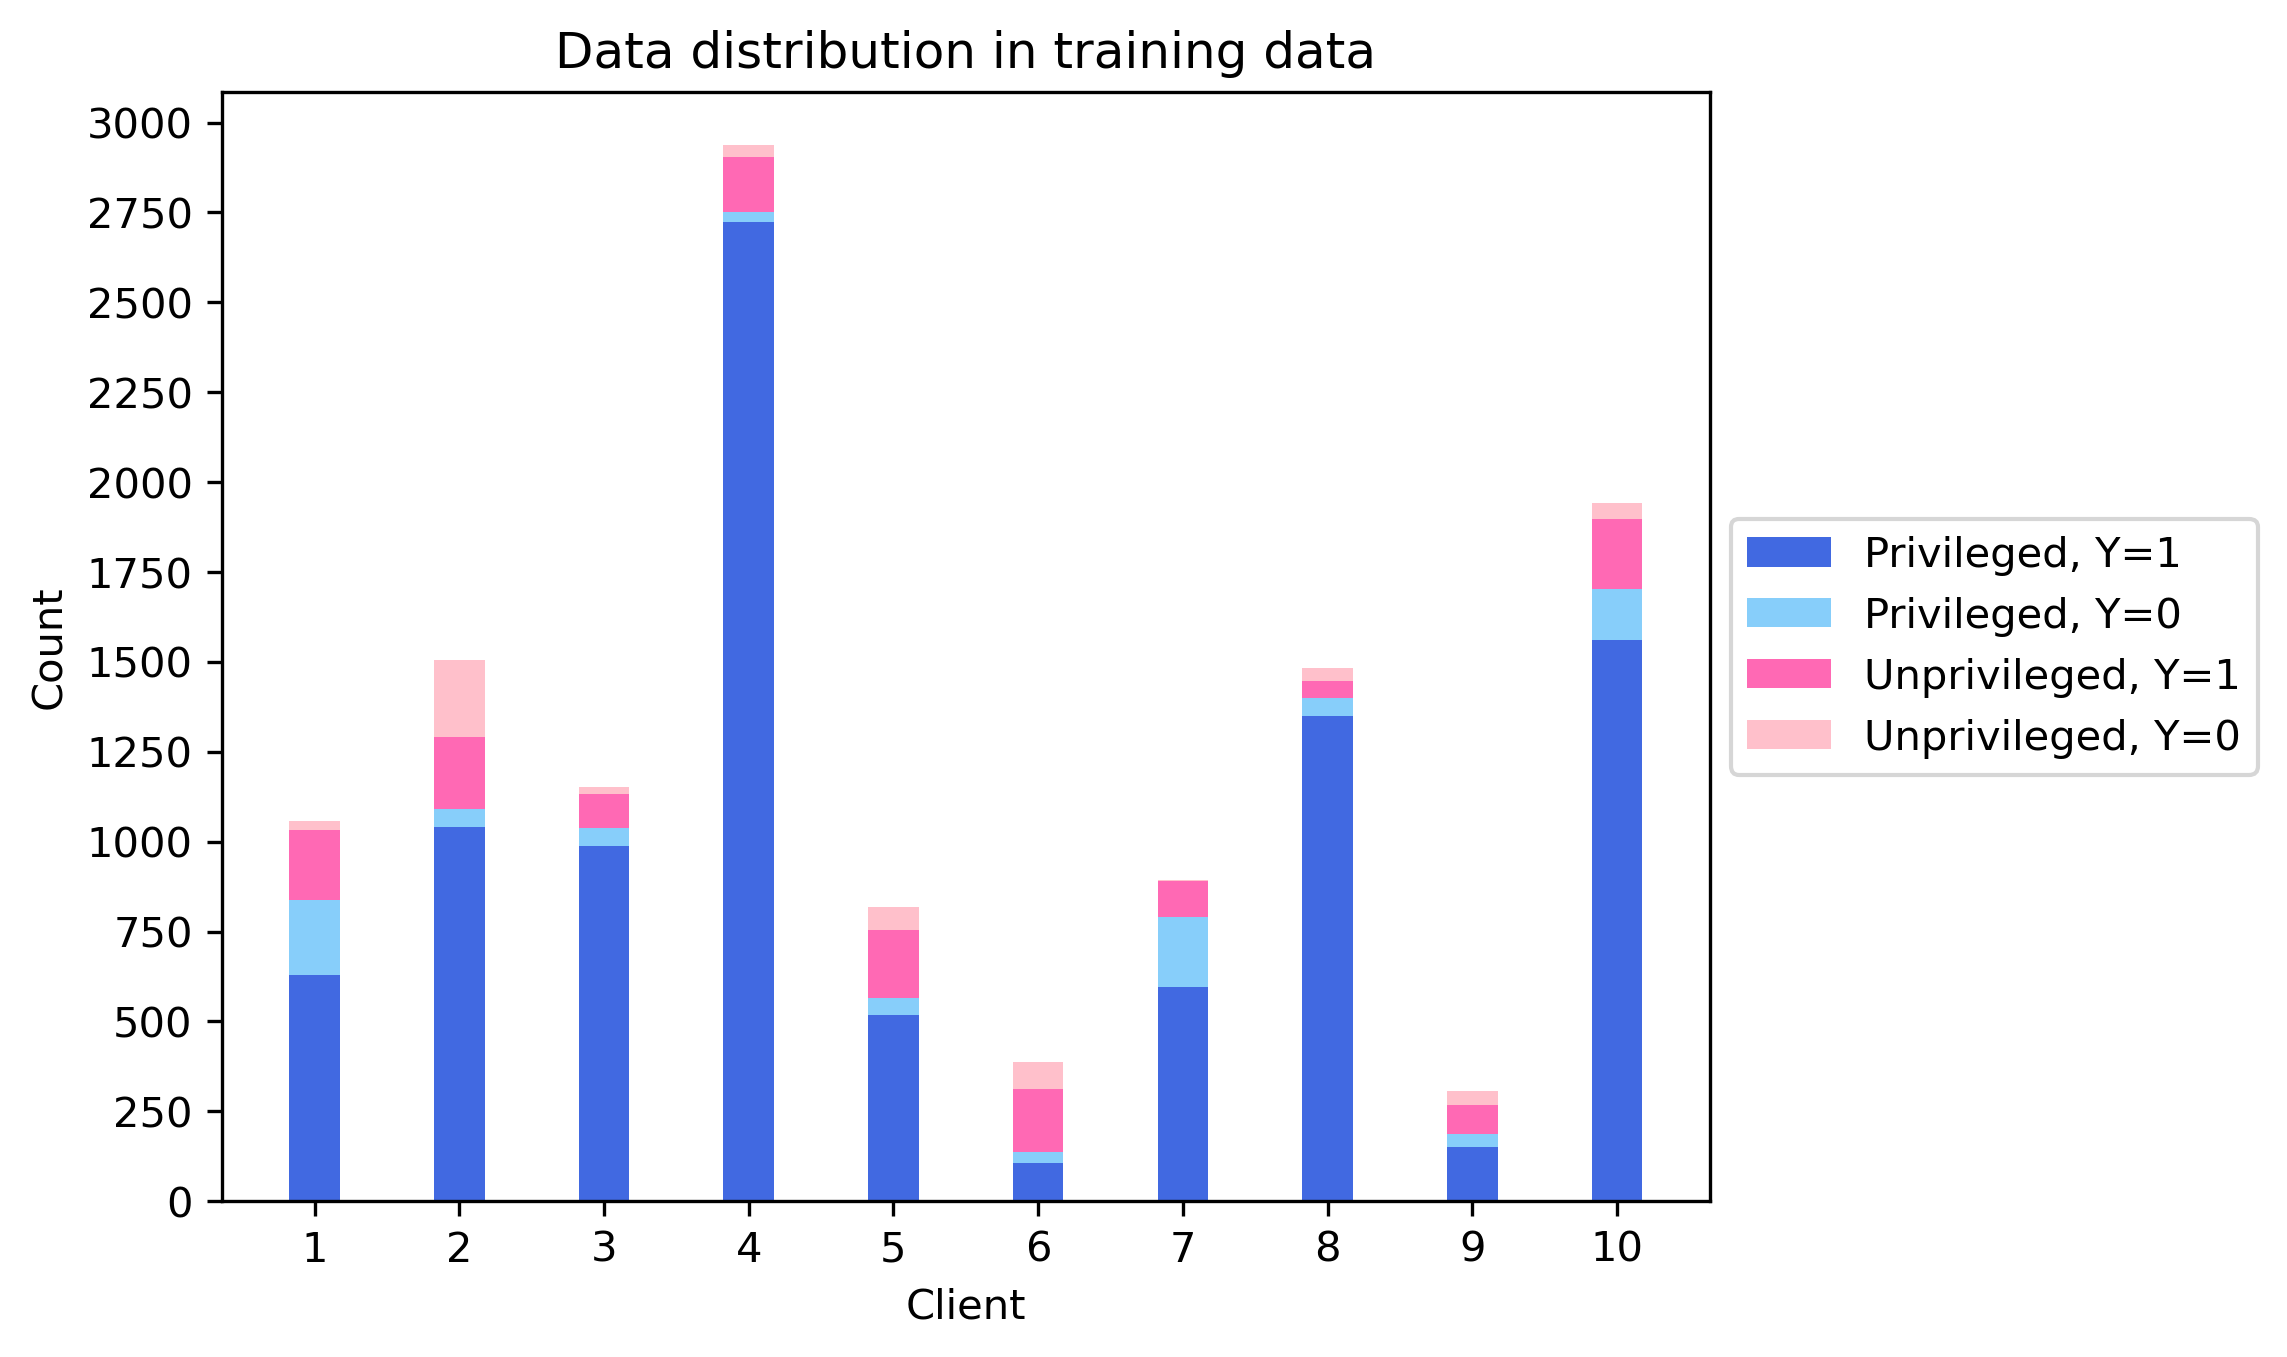 Data distribution in training data
3000
2750
2500
2250
2000
1750
1500
1250
1000
750
500
250
0
Count
1 2 3 4 5 6 7 8 9 10
Client
Privileged, Y=1
Privileged, Y=0
Unprivileged, Y=1
Unprivileged, Y=0